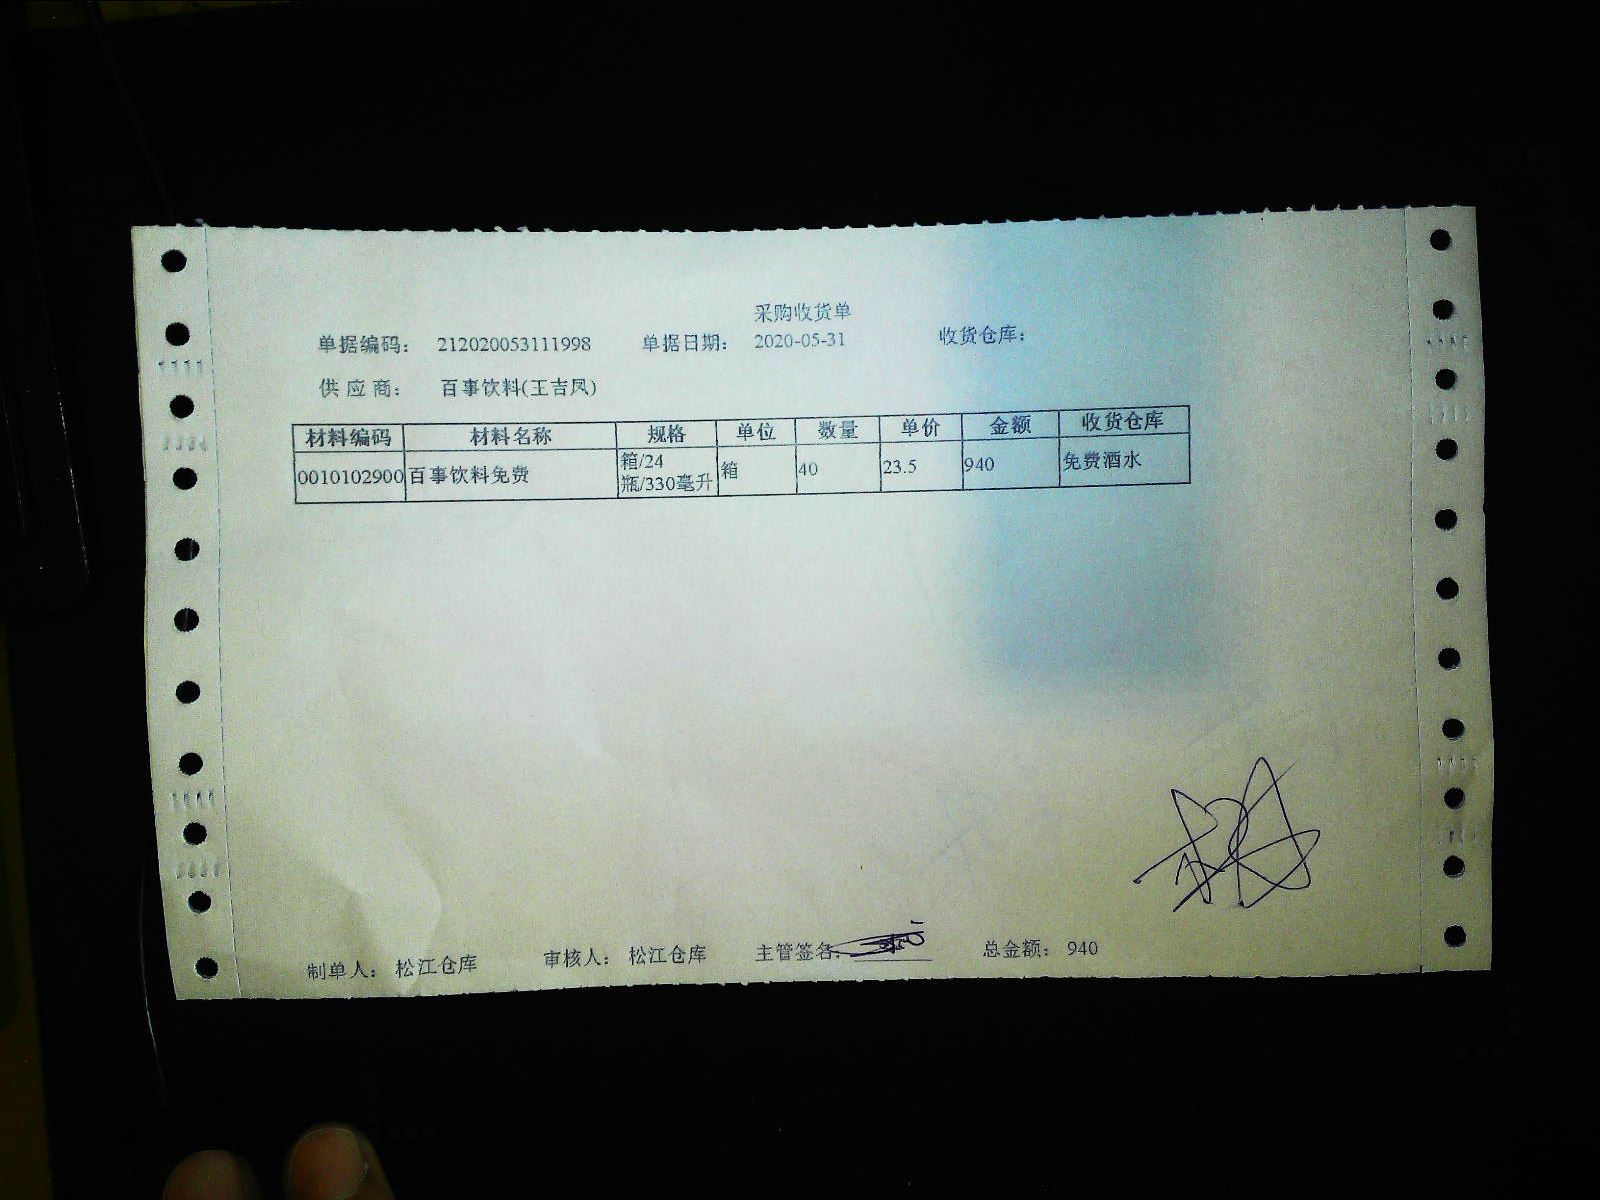 采购收货单
单据编码: 212020053111998 单据日期: 2020-05-31 收货仓库:
供应商: 百事饮料(王吉凤)
材料编码 材料名称 规格 单位 数量 单价 金额 收货仓库
0010102900 百事饮料免费 箱/24瓶/330毫升 箱 40 23.5 940 免费酒水
制单人: 松江仓库 审核人: 松江仓库 主管签名: 总金额: 940